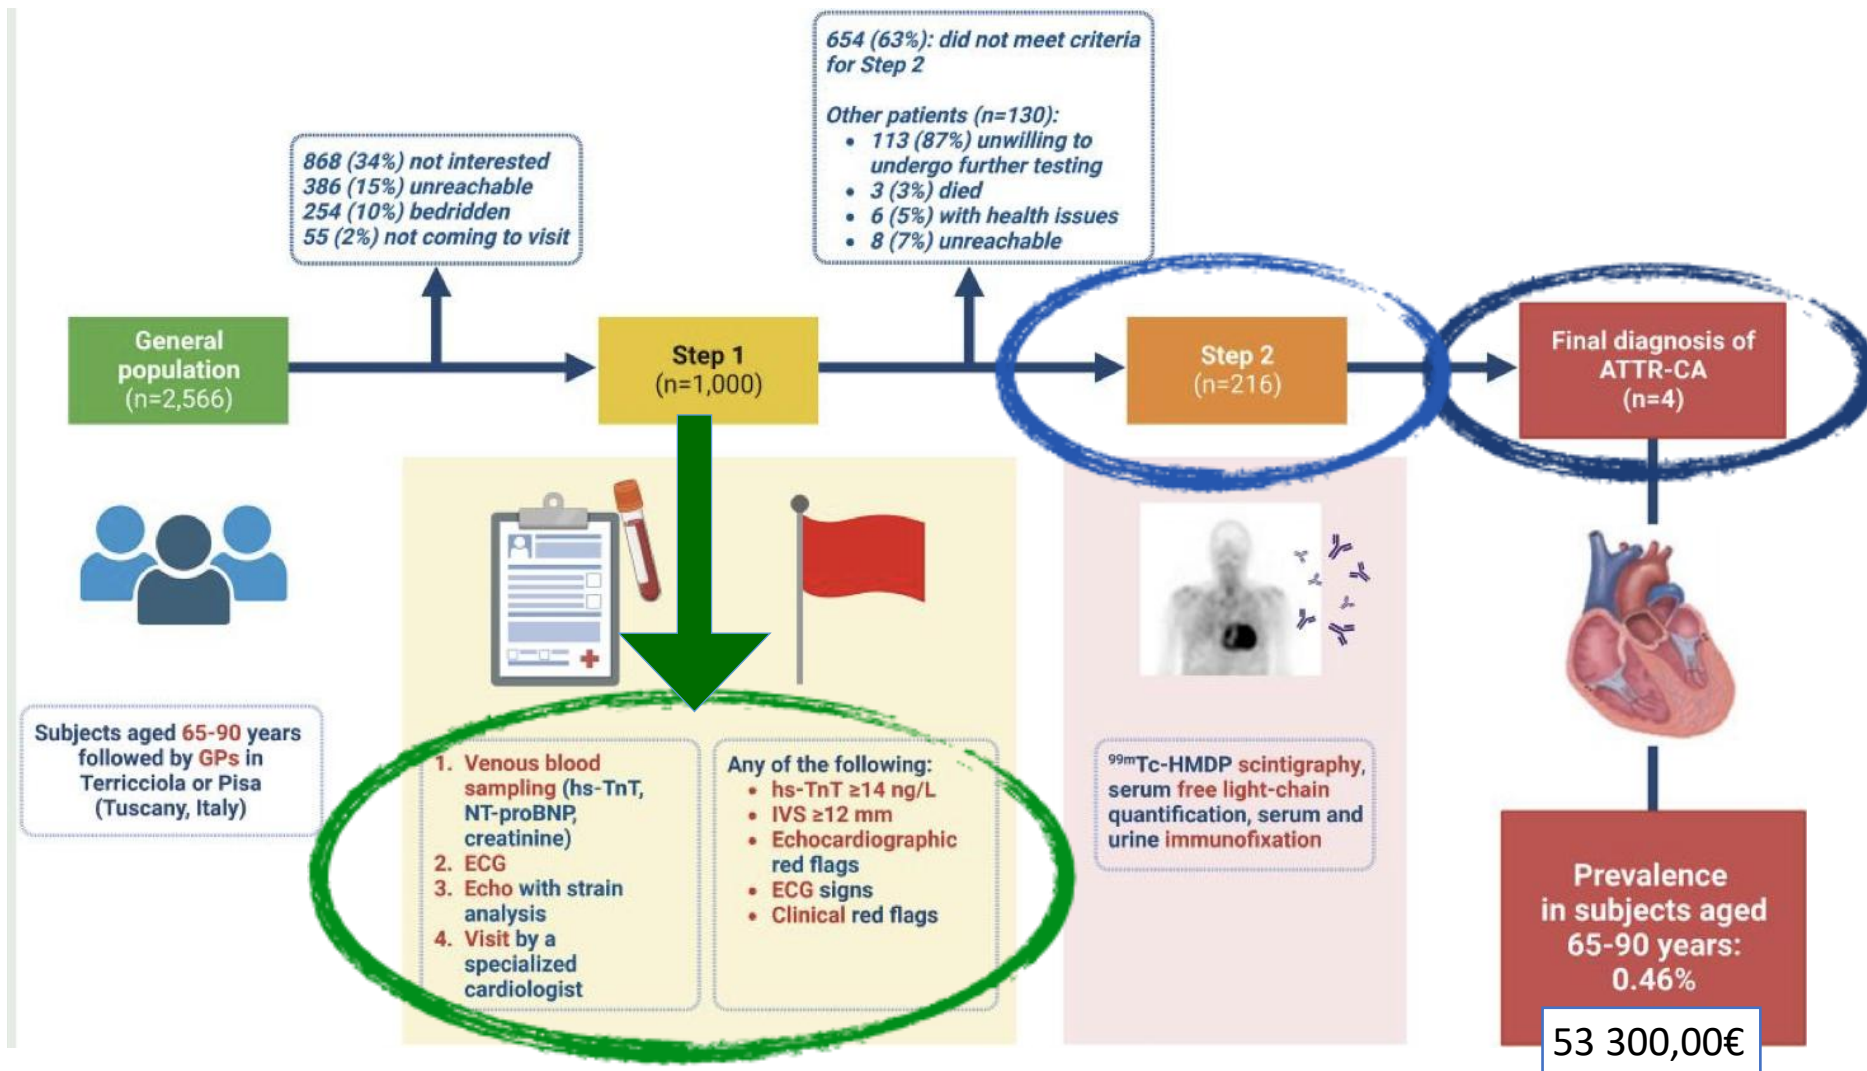 654 (63%): did not meet criteria
for Step 2
Other patients (n=130):
• 113 (87%) unwilling to
undergo further testing
• 3 (3%) died
• 6 (5%) with health issues
• 8 (7%) unreachable
868 (34%) not interested
386 (15%) unreachable
254 (10%) bedridden
55 (2%) not coming to visit
General
population
(n=2,566)
Step 1
(n=1,000)
Step 2
(n=216)
Final diagnosis of
ATTR-CA
(n=4)
Subjects aged 65-90 years
followed by GPs in
Terricciola or Pisa
(Tuscany, Italy)
1. Venous blood
sampling (hs-TnT,
NT-proBNP,
creatinine)
2. ECG
3. Echo with strain
analysis
4. Visit by a
specialized
cardiologist
Any of the following:
• hs-TnT ≥14 ng/L
• IVS ≥12 mm
• Echocardiographic
red flags
• ECG signs
• Clinical red flags
⁹⁹ᵐTc-HMDP scintigraphy,
serum free light-chain
quantification, serum and
urine immunofixation
Prevalence
in subjects aged
65-90 years:
0.46%
53 300,00€